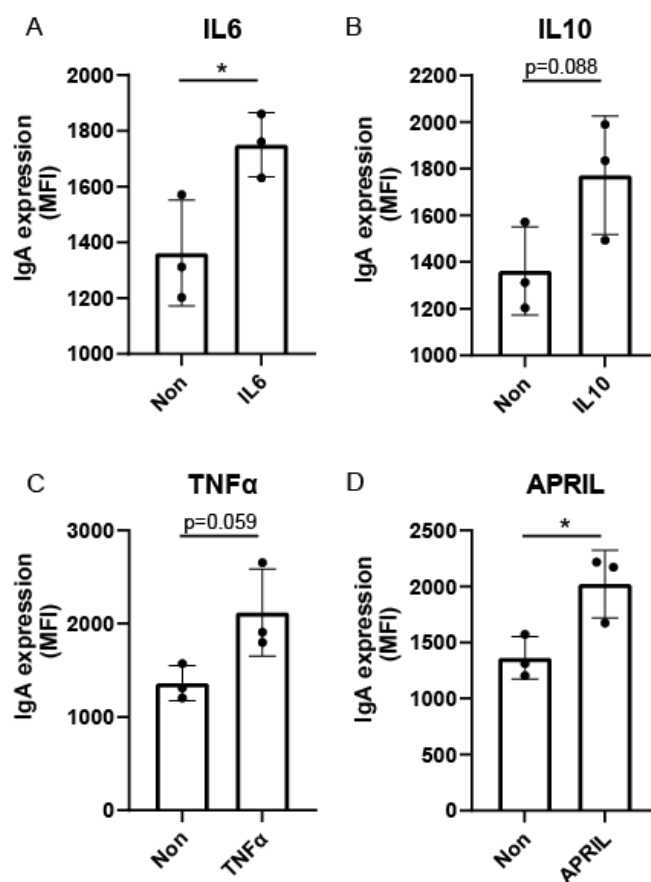 A
IL6
*
IgA expression
(MFI)
2000
1800
1600
1400
1200
1000
Non
IL6
B
IL10
p=0.088
IgA expression
(MFI)
2200
2000
1800
1600
1400
1200
1000
Non
IL10
C
TNFα
p=0.059
IgA expression
(MFI)
3000
2000
1000
0
Non
TNFα
D
APRIL
*
IgA expression
(MFI)
2500
2000
1500
1000
500
0
Non
APRIL